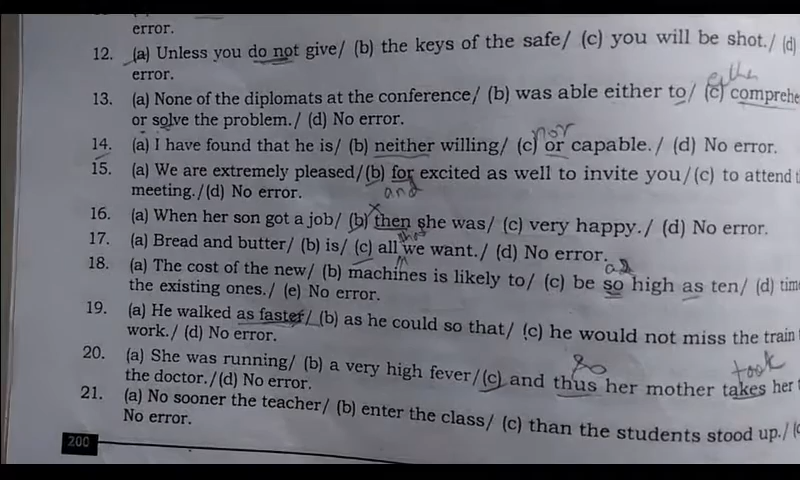 error.
12. (a) Unless you do not give/ (b) the keys of the safe/ (c) you will be shot./ (d)
error.
the
13. (a) None of the diplomats at the conference/ (b) was able either to/ (c) comprehe
or solve the problem./ (d) No error.
nor
14. (a) I have found that he is/ (b) neither willing/ (c) or capable./ (d) No error.
15. (a) We are extremely pleased/(b) for excited as well to invite you/(c) to attend t
and
meeting./(d) No error.
16. (a) When her son got a job/ (b) then she was/ (c) very happy./ (d) No error.
17. (a) Bread and butter/ (b) is/ (c) all we want./ (d) No error.
as
18. (a) The cost of the new/ (b) machines is likely to/ (c) be so high as ten/ (d) time
the existing ones./ (e) No error.
19. (a) He walked as faster/ (b) as he could so that/ (c) he would not miss the train
work./ (d) No error.
so took
20. (a) She was running/ (b) a very high fever/(c) and thus her mother takes her
the doctor./(d) No error.
21. (a) No sooner the teacher/ (b) enter the class/ (c) than the students stood up./
No error.
200